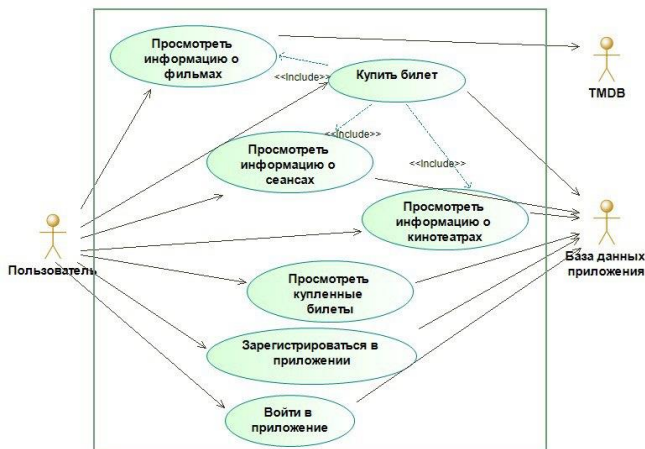 Просмотреть
информацию о
фильмах
Купить билет
<<Include>>
TMDB
<<Include>>
Просмотреть
информацию о
сеансах
<<Include>>
Просмотреть
информацию о
кинотеатрах
Пользователь
База данных
приложения
Просмотреть
купленные
билеты
Зарегистрироваться в
приложении
Войти в
приложение